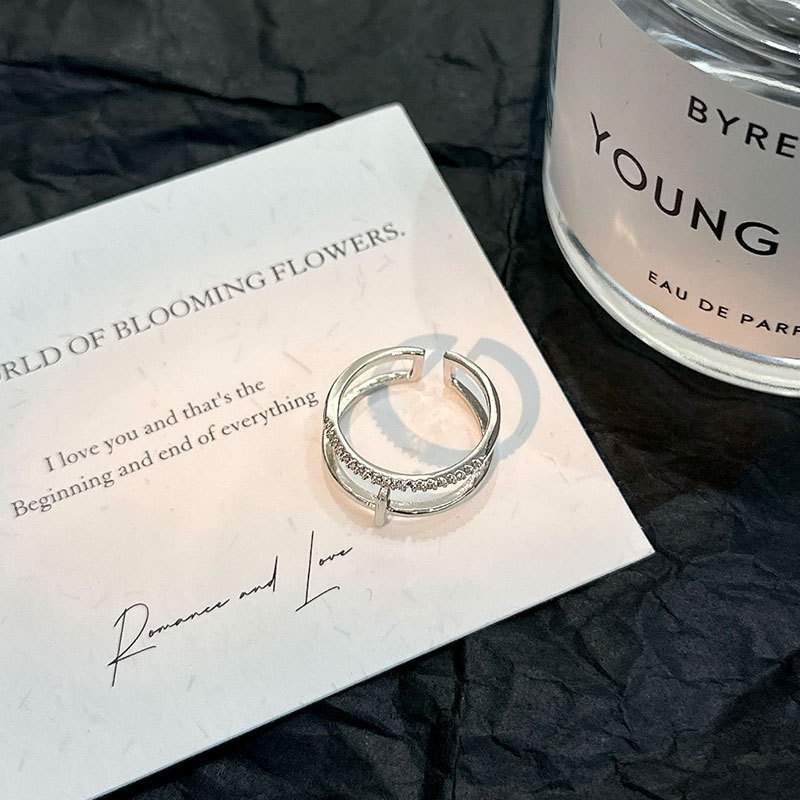 RLD OF BLOOMING FLOWERS.
I love you and that's the
Beginning and end of everything
Romance and Love
BYRE
YOUNG
EAU DE PARF